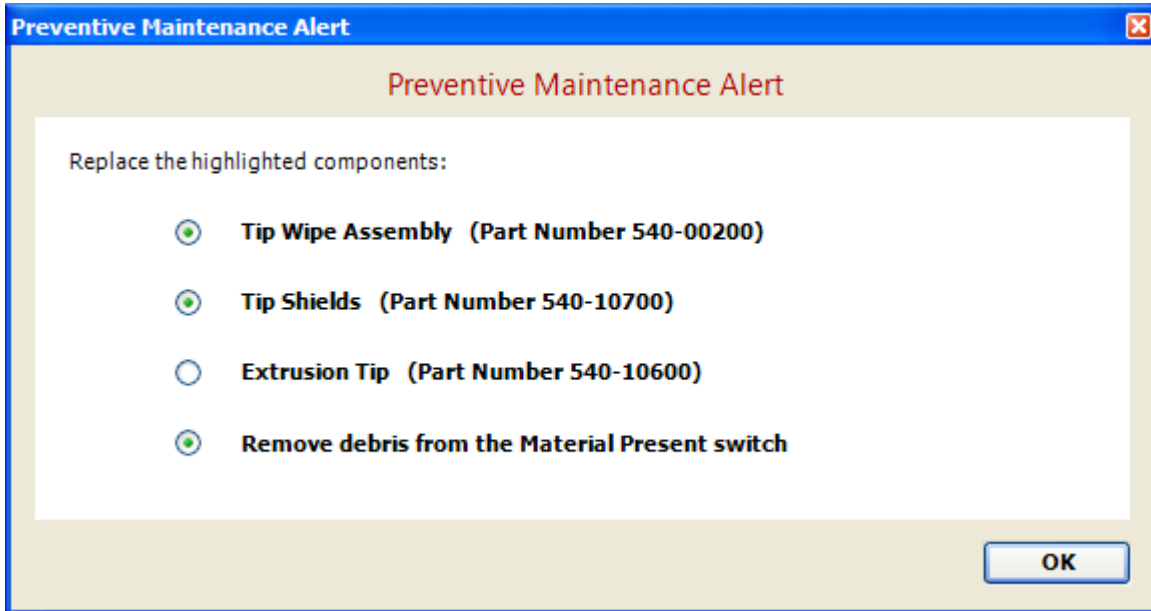 Preventive Maintenance Alert
Preventive Maintenance Alert
Replace the highlighted components:
Tip Wipe Assembly (Part Number 540-00200)
Tip Shields (Part Number 540-10700)
Extrusion Tip (Part Number 540-10600)
Remove debris from the Material Present switch
OK